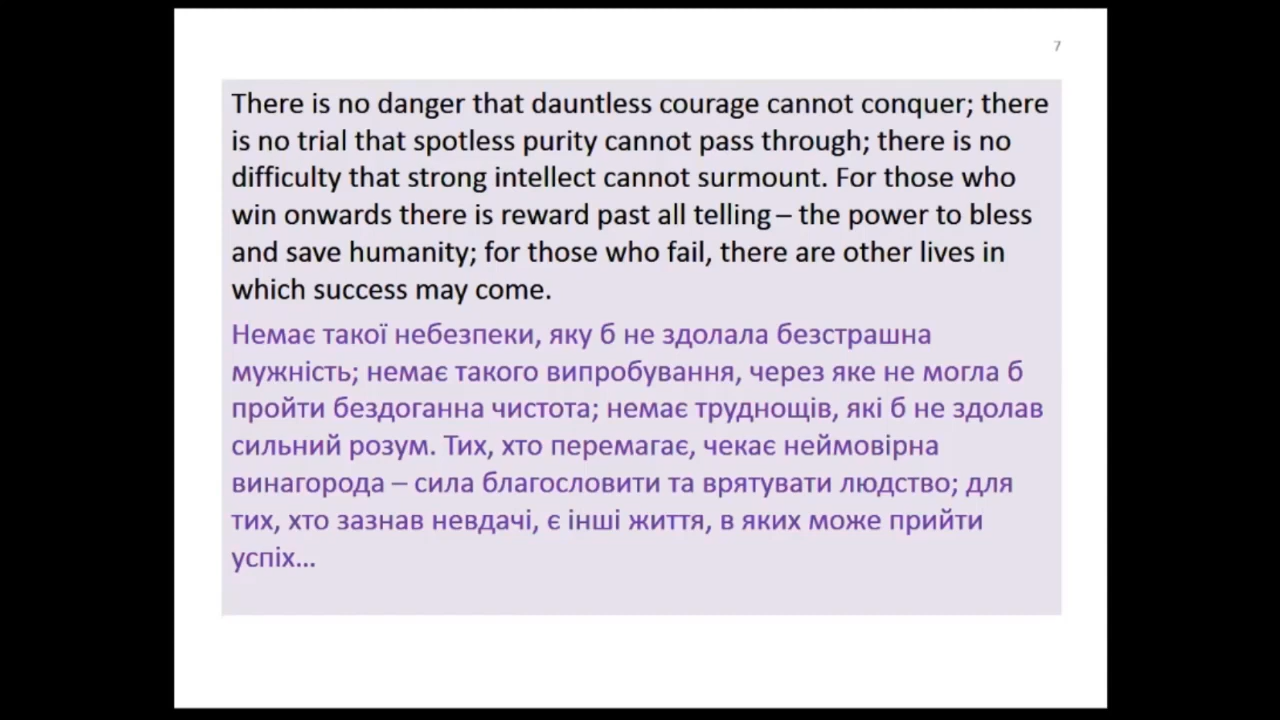 7
There is no danger that dauntless courage cannot conquer; there
is no trial that spotless purity cannot pass through; there is no
difficulty that strong intellect cannot surmount. For those who
win onwards there is reward past all telling – the power to bless
and save humanity; for those who fail, there are other lives in
which success may come.
Немає такої небезпеки, яку б не здолала безстрашна
мужність; немає такого випробування, через яке не могла б
пройти бездоганна чистота; немає труднощів, які б не здолав
сильний розум. Тих, хто перемагає, чекає неймовірна
винагорода – сила благословити та врятувати людство; для
тих, хто зазнав невдачі, є інші життя, в яких може прийти
успіх...